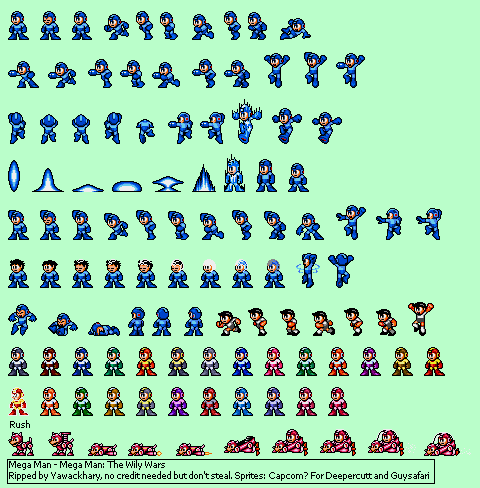 Rush
Mega Man - Mega Man: The Wily Wars
Ripped by Yawackhary, no credit needed but don't steal. Sprites: Capcom? For Deepercutt and Guysafari